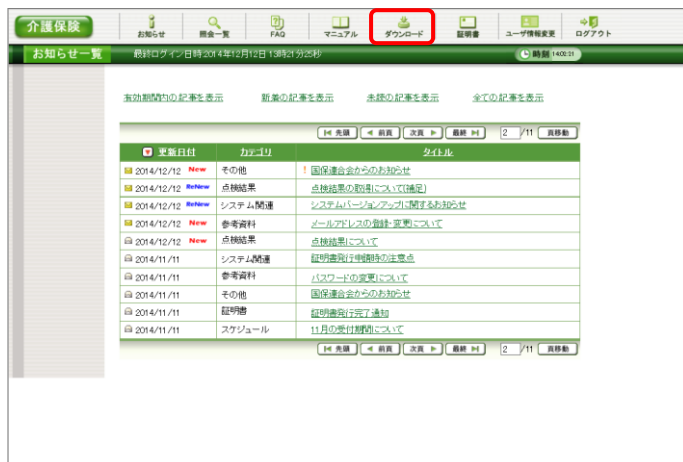 介護保険
お知らせ 照会一覧 FAQ マニュアル ダウンロード 証明書 ユーザ情報変更 ログアウト
お知らせ一覧 最終ログイン日時:2014年12月12日 13時21分25秒 時刻
有効期間内の記事を表示 新着の記事を表示 未読の記事を表示 全ての記事を表示
先頭 前頁 次頁 最終 2 /11 頁移動
更新日付 カテゴリ タイトル
2014/12/12 New その他 ! 国保連合会からのお知らせ
2014/12/12 ReNew 点検結果 点検結果の取得について(補足)
2014/12/12 ReNew システム関連 システムバージョンアップに関するお知らせ
2014/12/12 New 参考資料 メールアドレスの登録・変更について
2014/12/12 New 点検結果 点検結果について
2014/11/11 システム関連 証明書発行申請時の注意点
2014/11/11 参考資料 パスワードの変更について
2014/11/11 その他 国保連合会からのお知らせ
2014/11/11 証明書 証明書発行完了通知
2014/11/11 スケジュール 11月の受付期間について
先頭 前頁 次頁 最終 2 /11 頁移動